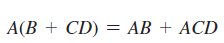 A(B + CD) = AB + ACD